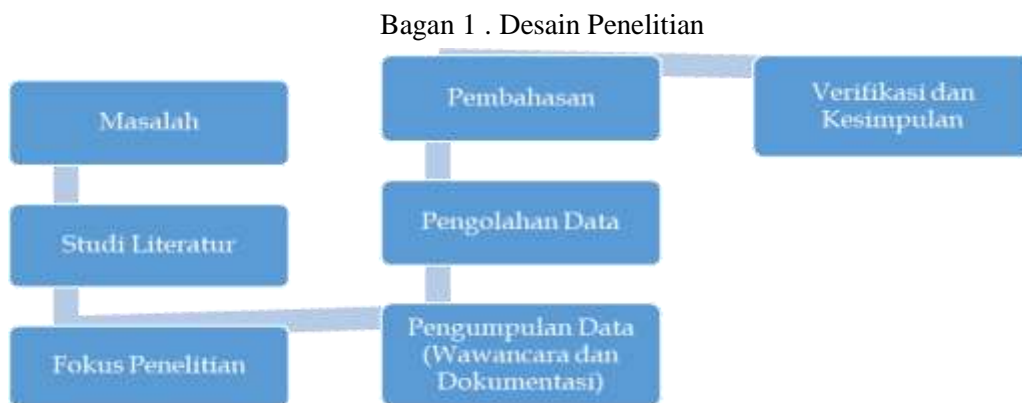 Bagan 1 . Desain Penelitian
Masalah
Studi Literatur
Fokus Penelitian
Pengumpulan Data
(Wawancara dan
Dokumentasi)
Pengolahan Data
Pembahasan
Verifikasi dan
Kesimpulan